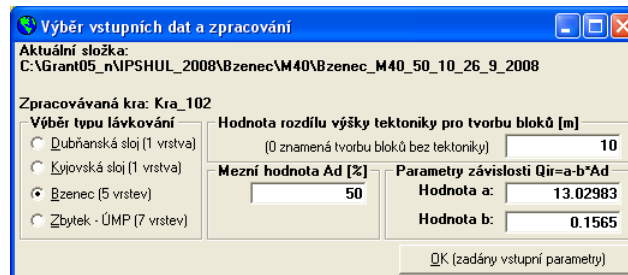 Výběr vstupních dat a zpracování
Aktuální složka:
C:\Grant05_n\IPSHUL_2008\Bzenec\M40\Bzenec_M40_50_10_26_9_2008
Zpracovávaná kra: Kra_102
Výběr typu lávkování
Dubňanská sloj (1 vrstva)
Kyjovská sloj (1 vrstva)
Bzenec (5 vrstev)
Zbytek - ÚMP (7 vrstev)
Hodnota rozdílu výšky tektoniky pro tvorbu bloků [m]
(0 znamená tvorbu bloků bez tektoniky) 10
Mezní hodnota Ad [%]
50
Parametry závislosti Qir=a-b*Ad
Hodnota a: 13.02983
Hodnota b: 0.1565
OK (zadány vstupní parametry)